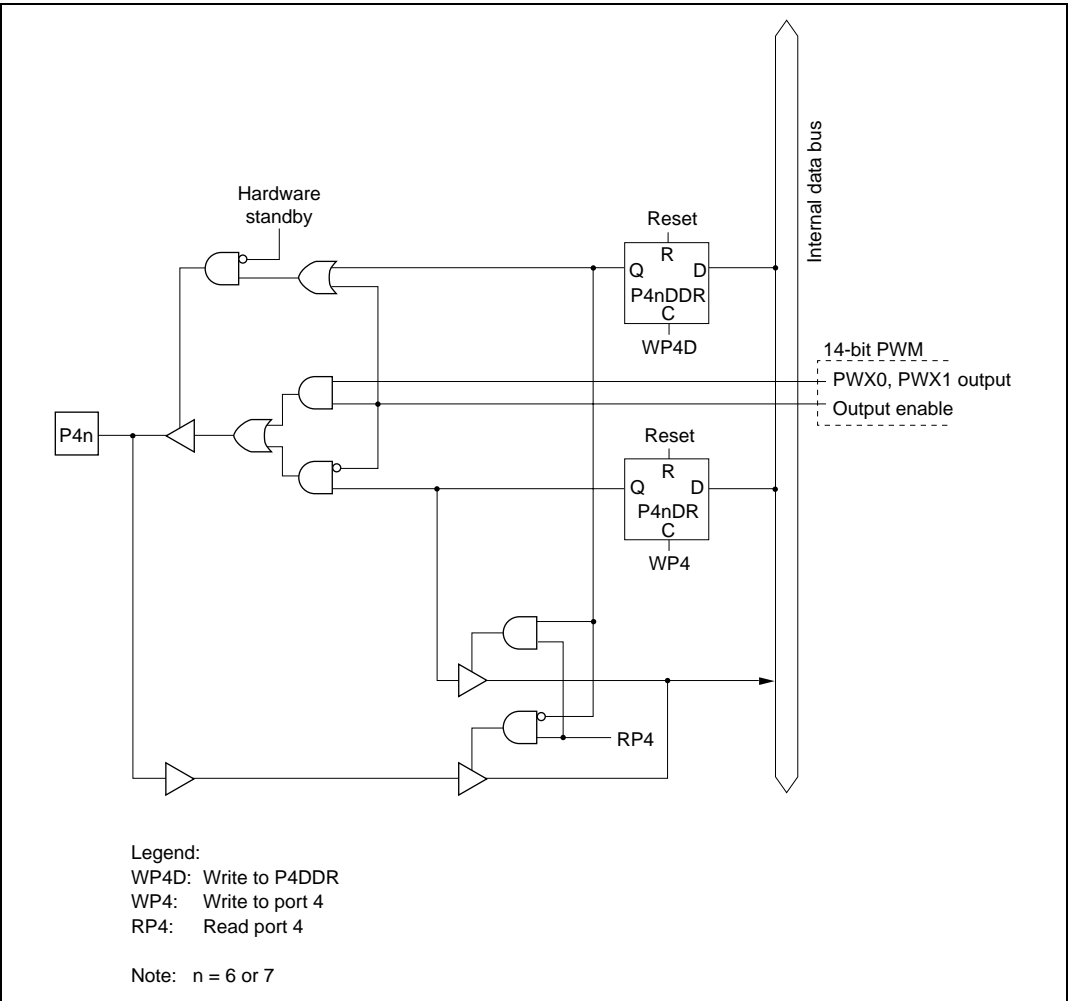 Internal data bus
Hardware
standby
Reset
R
Q D
P4nDDR
C
WP4D
14-bit PWM
PWX0, PWX1 output
Output enable
P4n
Reset
R
Q D
P4nDR
C
WP4
RP4
Legend:
WP4D: Write to P4DDR
WP4: Write to port 4
RP4: Read port 4
Note: n = 6 or 7